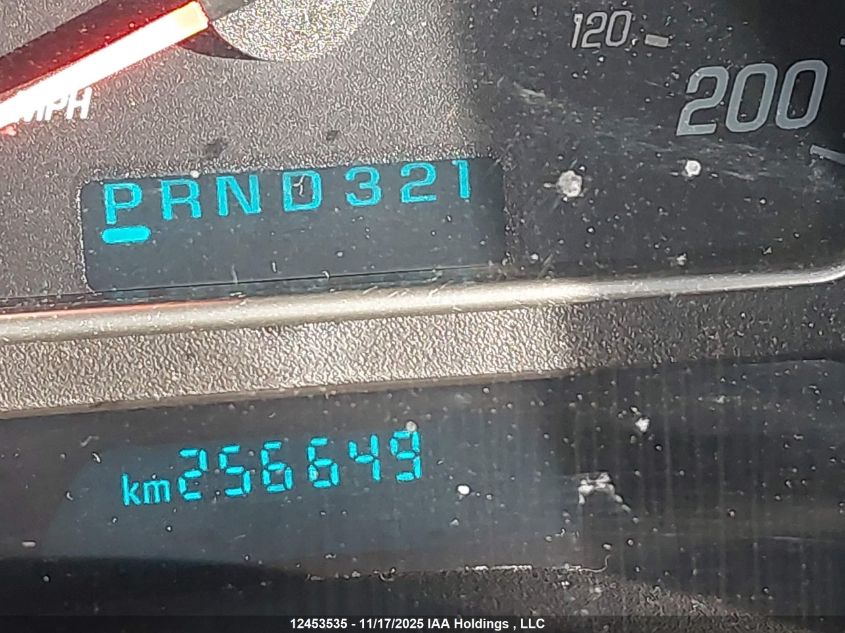 120
MPH
200
PRND321
km256649
12453535 - 11/17/2025 IAA Holdings , LLC